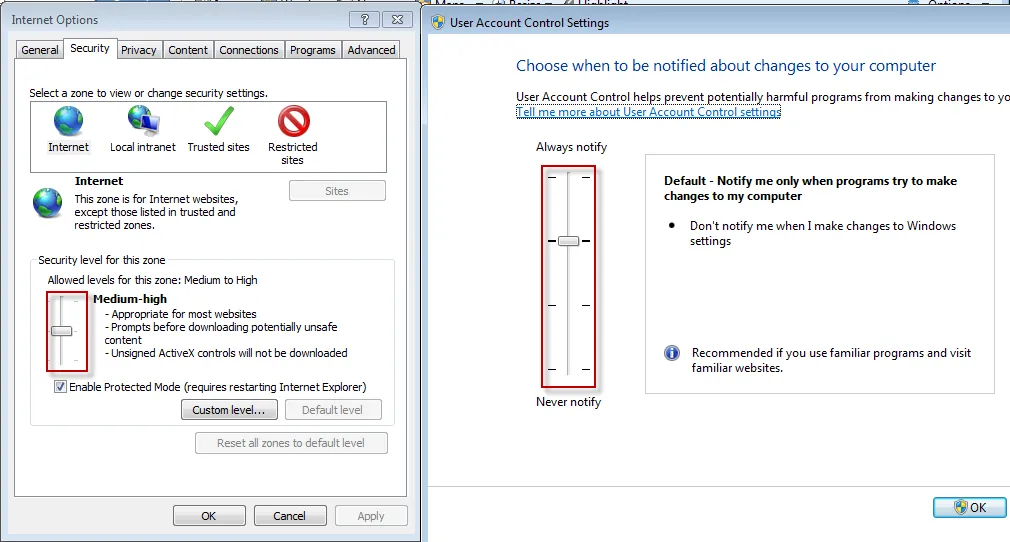 Internet Options
General Security Privacy Content Connections Programs Advanced
Select a zone to view or change security settings.
Internet Local intranet Trusted sites Restricted
sites
Internet
Sites
This zone is for Internet websites,
except those listed in trusted and
restricted zones.
Security level for this zone
Allowed levels for this zone: Medium to High
Medium-high
- Appropriate for most websites
- Prompts before downloading potentially unsafe
content
- Unsigned ActiveX controls will not be downloaded
Enable Protected Mode (requires restarting Internet Explorer)
Custom level... Default level
Reset all zones to default level
OK Cancel Apply
User Account Control Settings
Choose when to be notified about changes to your computer
User Account Control helps prevent potentially harmful programs from making changes to yo
Tell me more about User Account Control settings
Always notify
Default - Notify me only when programs try to make
changes to my computer
• Don't notify me when I make changes to Windows
settings
Recommended if you use familiar programs and visit
familiar websites.
Never notify
OK